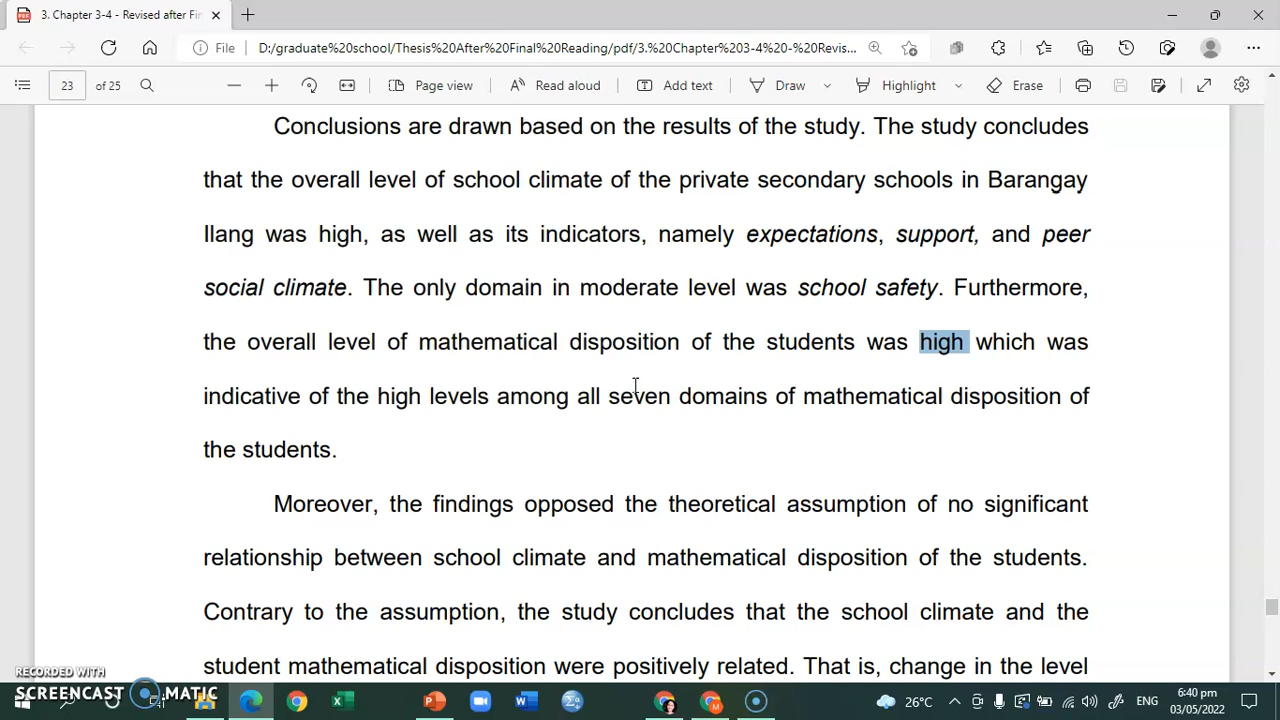 3. Chapter 3-4 - Revised after Fin
File
D:/graduate%20school/Thesis%20After%20Final%20Reading/pdf/3.%20Chapter%203-4%20-%20Revis...
23 of 25
Page view
Read aloud
Add text
Draw
Highlight
Erase
Conclusions are drawn based on the results of the study. The study concludes
that the overall level of school climate of the private secondary schools in Barangay
Ilang was high, as well as its indicators, namely expectations, support, and peer
social climate. The only domain in moderate level was school safety. Furthermore,
the overall level of mathematical disposition of the students was high which was
indicative of the high levels among all seven domains of mathematical disposition of
the students.
Moreover, the findings opposed the theoretical assumption of no significant
relationship between school climate and mathematical disposition of the students.
Contrary to the assumption, the study concludes that the school climate and the
student mathematical disposition were positively related. That is, change in the level
RECORDED WITH
SCREENCAST MATIC
26°C
ENG
6:40 pm
03/05/2022